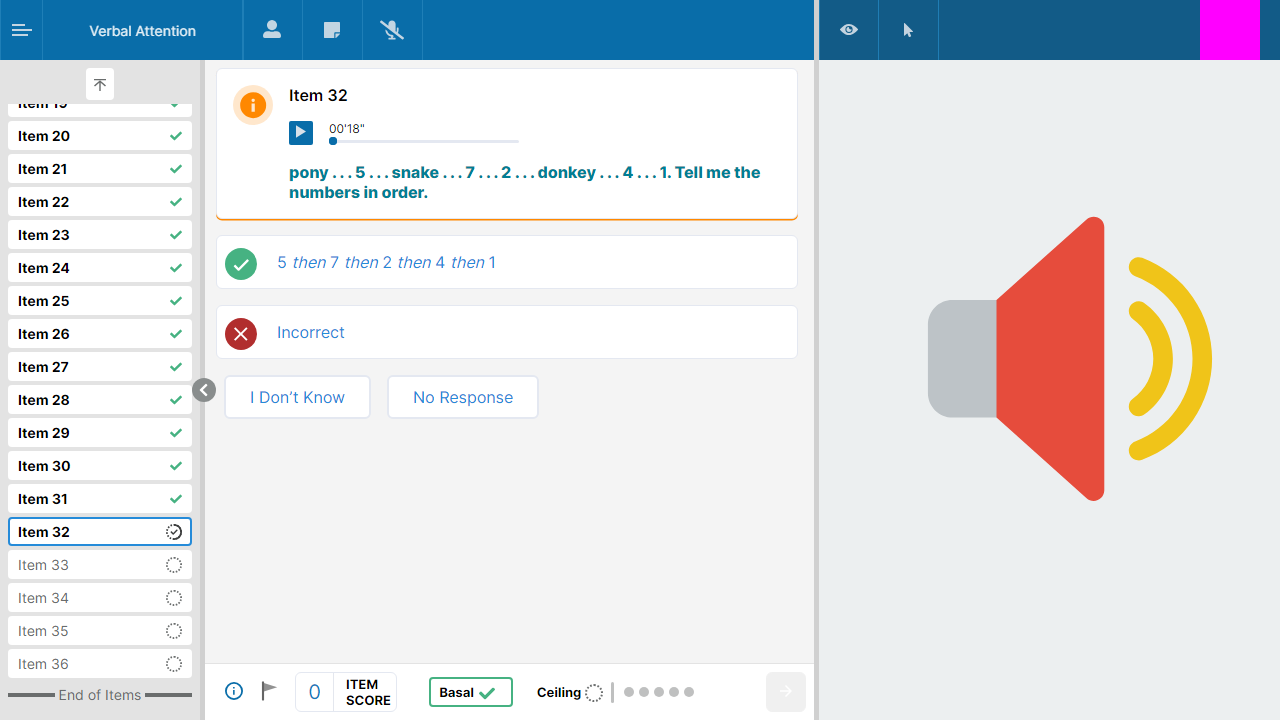 Verbal Attention
Item 19
Item 20
Item 21
Item 22
Item 23
Item 24
Item 25
Item 26
Item 27
Item 28
Item 29
Item 30
Item 31
Item 32
Item 33
Item 34
Item 35
Item 36
End of Items
Item 32
00'18"
pony . . . 5 . . . snake . . . 7 . . . 2 . . . donkey . . . 4 . . . 1. Tell me the
numbers in order.
5 then 7 then 2 then 4 then 1
Incorrect
I Don’t Know
No Response
0
ITEM
SCORE
Basal
Ceiling